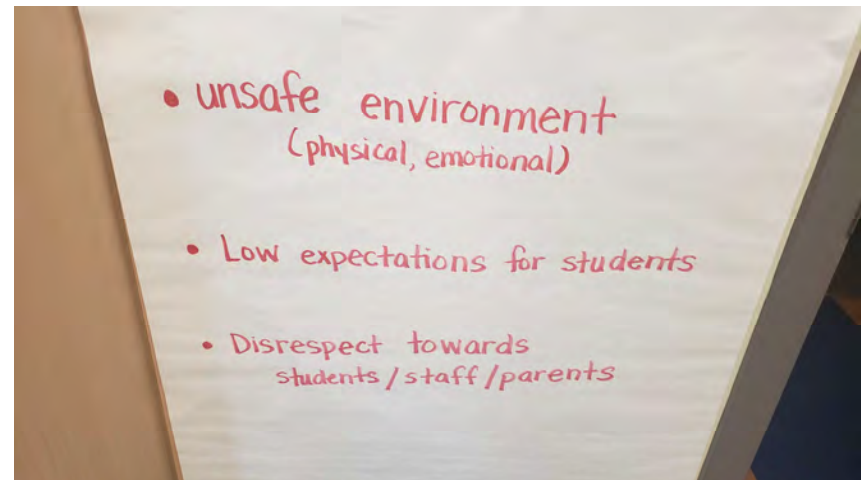 • unsafe environment
(physical, emotional)
• Low expectations for students
• Disrespect towards
students/staff/parents